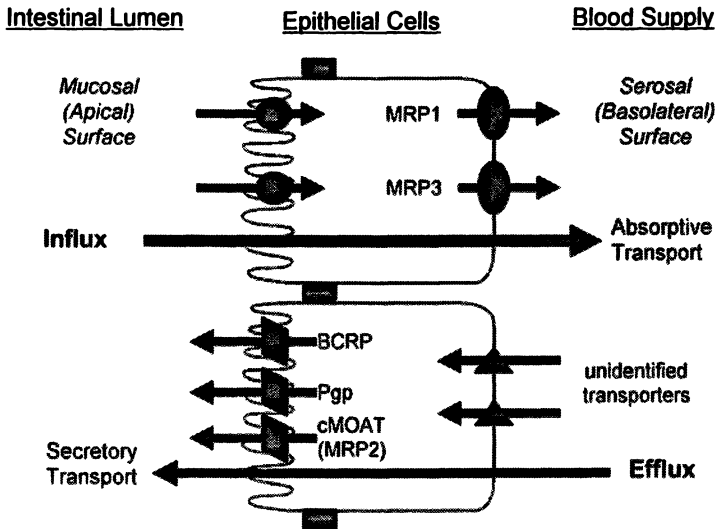 Intestinal Lumen
Epithelial Cells
Blood Supply
Mucosal
(Apical)
Surface
MRP1
Serosal
(Basolateral)
Surface
MRP3
Influx
Absorptive
Transport
BCRP
Pgp
cMOAT
(MRP2)
unidentified
transporters
Secretory
Transport
Efflux